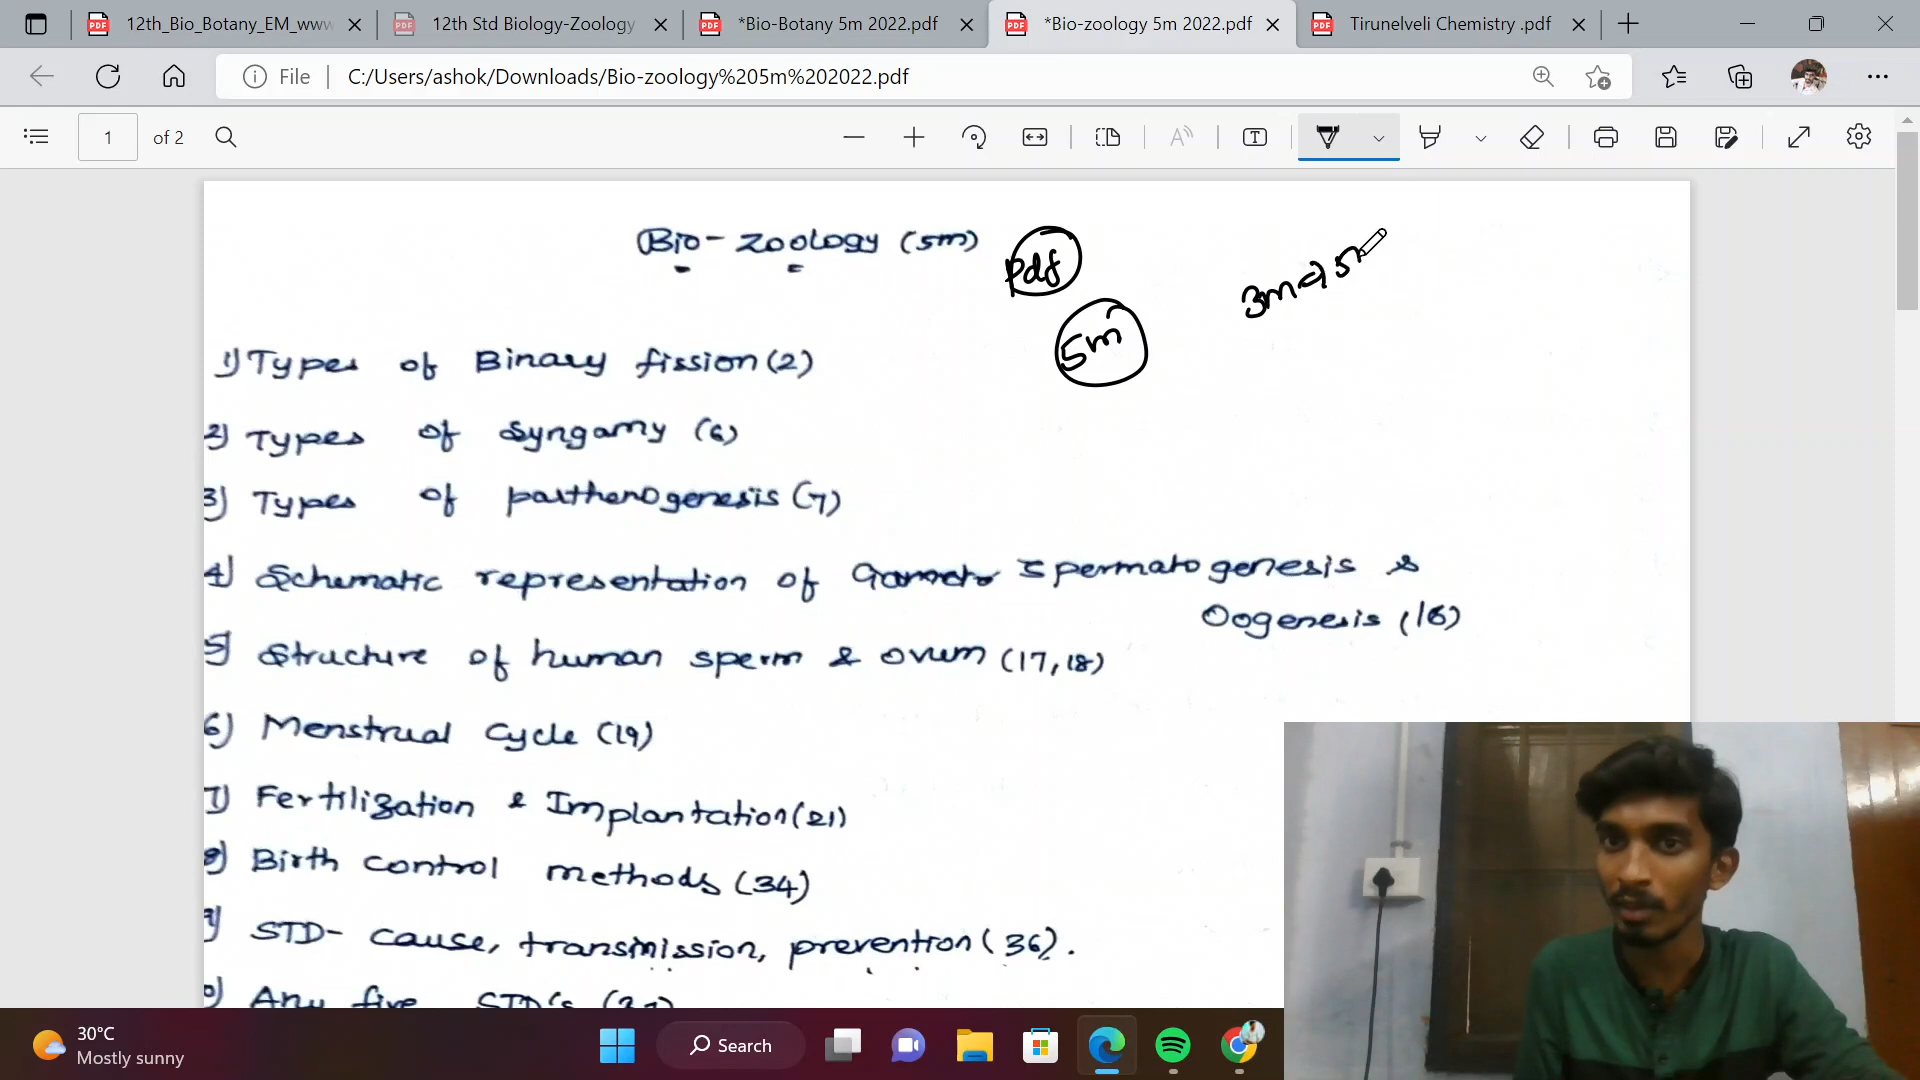 12th_Bio_Botany_EM_www
12th Std Biology-Zoology
*Bio-Botany 5m 2022.pdf
*Bio-zoology 5m 2022.pdf
Tirunelveli Chemistry .pdf
File
C:/Users/ashok/Downloads/Bio-zoology%205m%202022.pdf
1 of 2
Bio - Zoology (5m)
pdf
5m
3m
1) Types of Binary fission (2)
2) Types of Syngamy (6)
3) Types of parthenogenesis (7)
4) Schematic representation of Spermatogenesis &
Oogenesis (16)
5) Structure of human sperm & ovum (17,18)
6) Menstrual Cycle (19)
7) Fertilization & Implantation (21)
8) Birth control methods (34)
9) STD- cause, transmission, prevention (36).
Any five STD's
30°C
Mostly sunny
Search